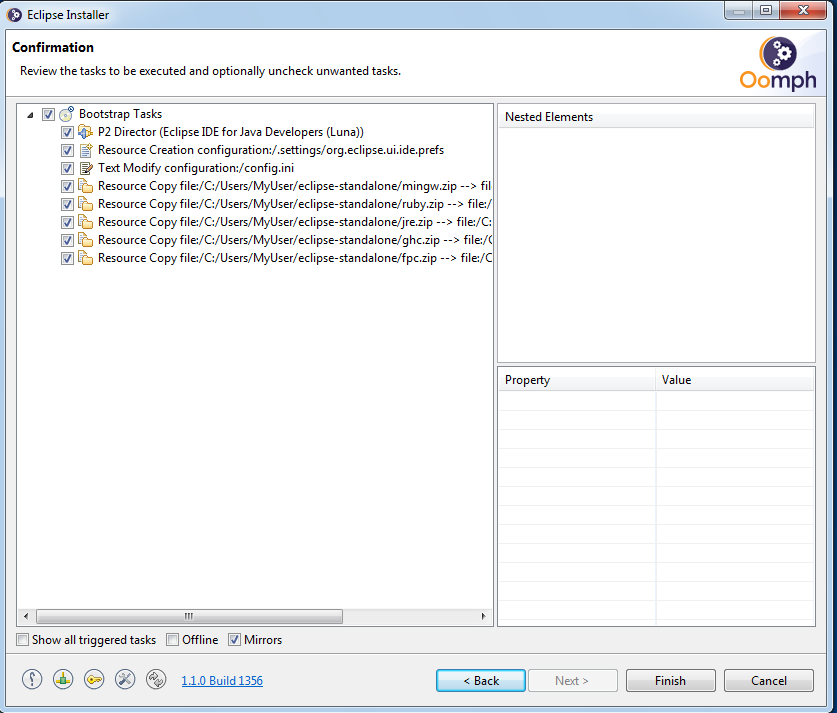 Eclipse Installer
Confirmation
Review the tasks to be executed and optionally uncheck unwanted tasks.
Oomph
Bootstrap Tasks
P2 Director (Eclipse IDE for Java Developers (Luna))
Resource Creation configuration:/.settings/org.eclipse.ui.ide.prefs
Text Modify configuration:/config.ini
Resource Copy file:/C:/Users/MyUser/eclipse-standalone/mingw.zip --> fil
Resource Copy file:/C:/Users/MyUser/eclipse-standalone/ruby.zip --> file:/
Resource Copy file:/C:/Users/MyUser/eclipse-standalone/jre.zip --> file:/C:
Resource Copy file:/C:/Users/MyUser/eclipse-standalone/ghc.zip --> file:/C
Resource Copy file:/C:/Users/MyUser/eclipse-standalone/fpc.zip --> file:/C
Nested Elements
Property Value
Show all triggered tasks Offline Mirrors
1.1.0 Build 1356
< Back Next > Finish Cancel